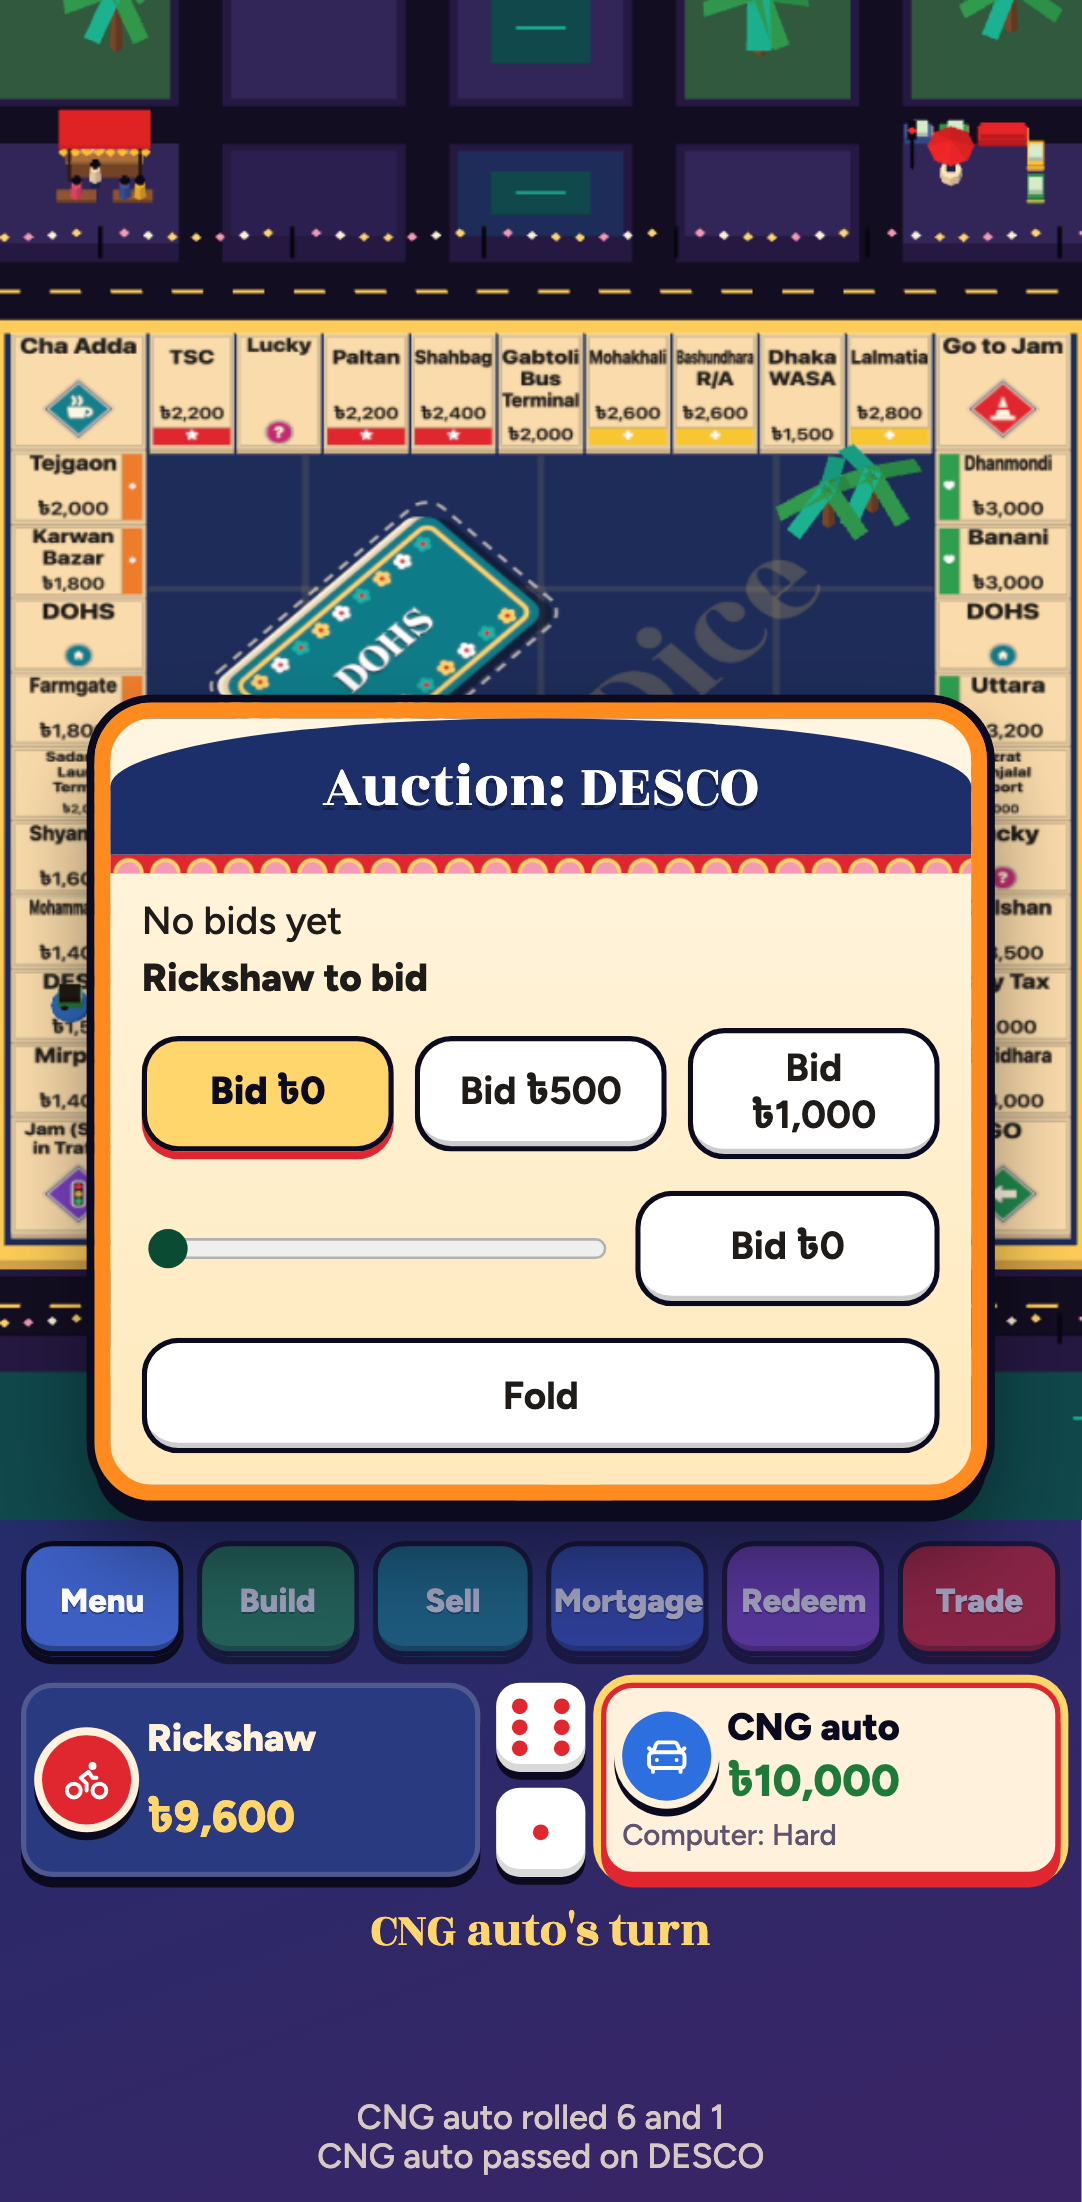 Cha Adda
TSC
৳2,200
Lucky
?
Paltan
৳2,200
Shahbag
৳2,400
Gabtoli
Bus
Terminal
৳2,000
Mohakhali
৳2,600
Bashundhara
R/A
৳2,600
Dhaka
WASA
৳1,500
Lalmatia
৳2,800
Go to Jam
Tejgaon
৳2,000
Dhanmondi
৳3,000
Karwan
Bazar
৳1,800
Banani
৳3,000
DOHS
DOHS
DOHS
Dice
Farmgate
Uttara
Auction: DESCO
No bids yet
Rickshaw to bid
Bid ৳0
Bid ৳500
Bid
৳1,000
Bid ৳0
Fold
Menu
Build
Sell
Mortgage
Redeem
Trade
Rickshaw
৳9,600
CNG auto
৳10,000
Computer: Hard
CNG auto's turn
CNG auto rolled 6 and 1
CNG auto passed on DESCO